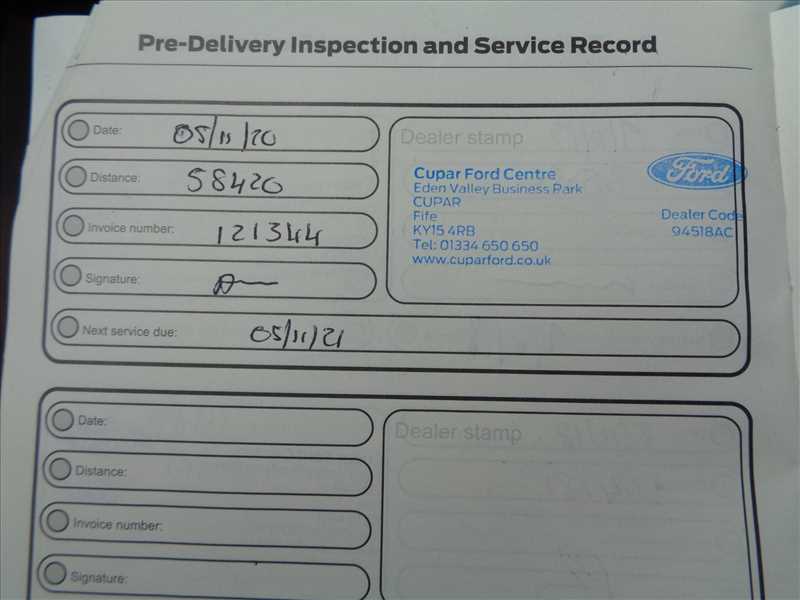 Pre-Delivery Inspection and Service Record
Date: 05/11/20
Distance: 58420
Invoice number: 121344
Signature:
Next service due: 05/11/21
Dealer stamp
Cupar Ford Centre
Eden Valley Business Park
CUPAR
Fife
KY15 4RB
Tel: 01334 650 650
www.cuparford.co.uk
Ford
Dealer Code
94518AC
Date:
Distance:
Invoice number:
Signature:
Dealer stamp